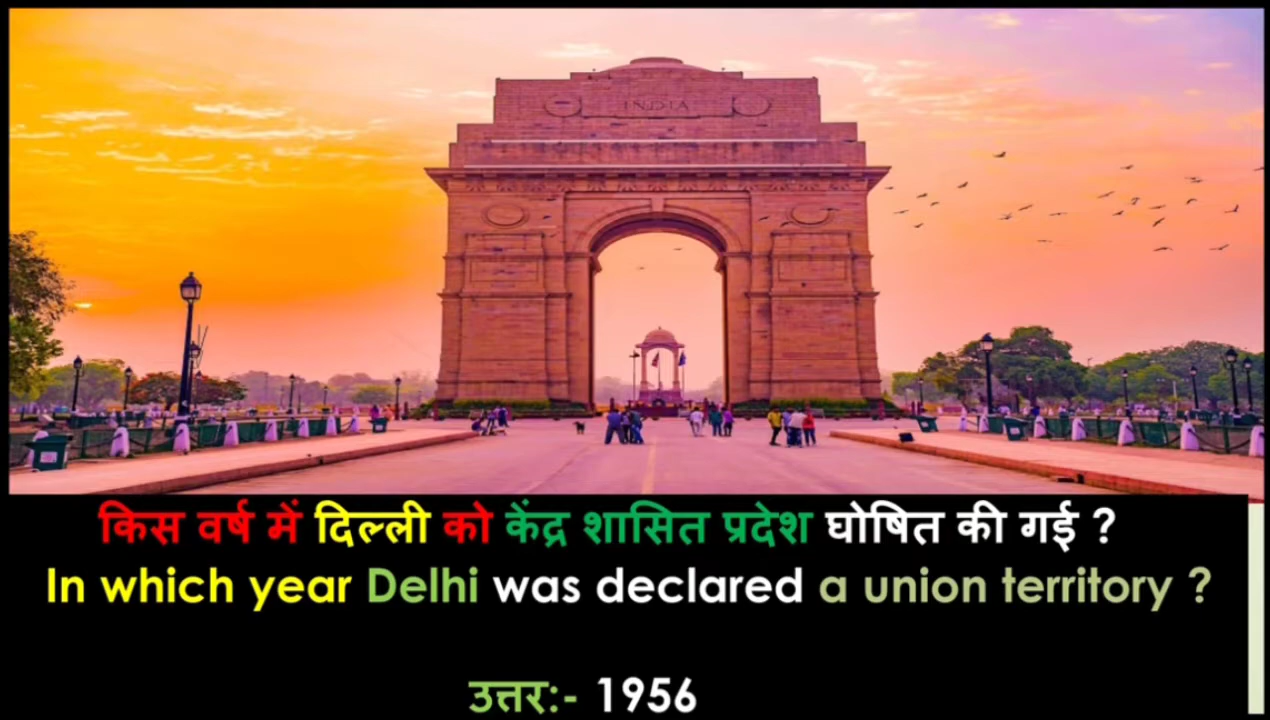 INDIA
किस वर्ष में दिल्ली को केंद्र शासित प्रदेश घोषित की गई ?
In which year Delhi was declared a union territory ?
उत्तर:- 1956